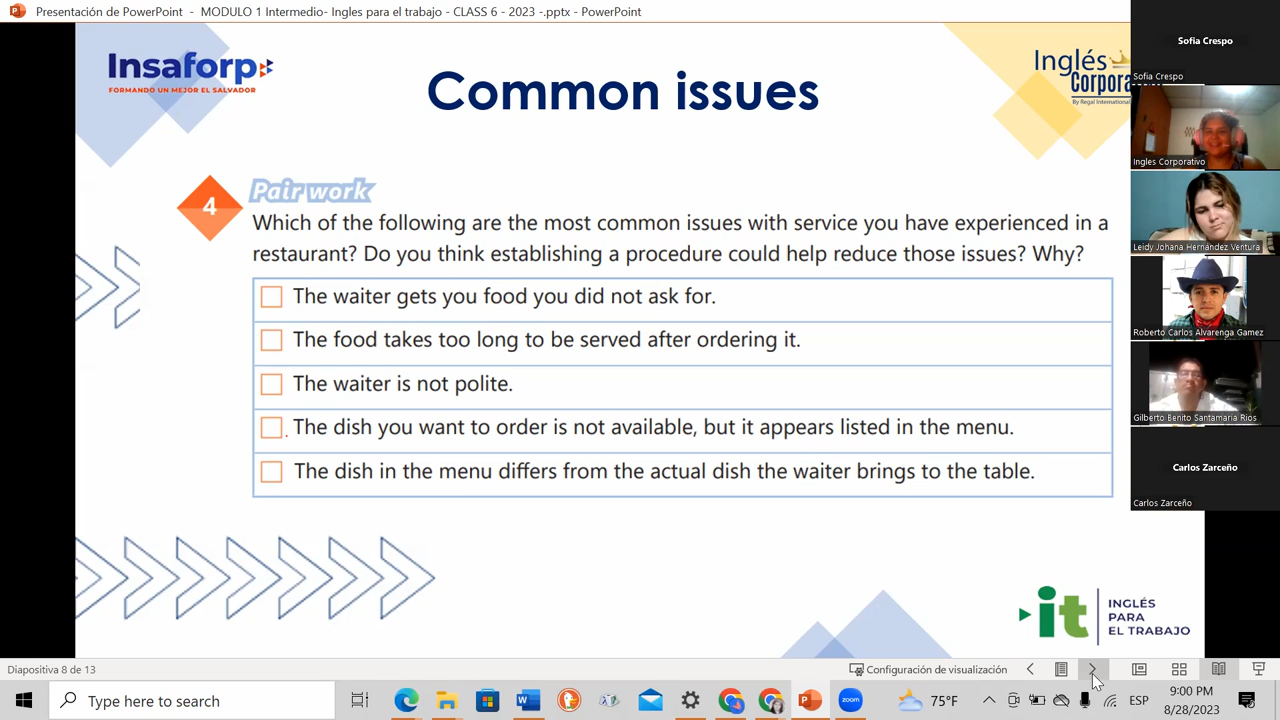 Presentación de PowerPoint - MODULO 1 Intermedio- Ingles para el trabajo - CLASS 6 - 2023 -.pptx - PowerPoint
Insaforp
FORMANDO UN MEJOR EL SALVADOR
Common issues
Inglés
Corpora
By Regal International
4
Pair work
Which of the following are the most common issues with service you have experienced in a
restaurant? Do you think establishing a procedure could help reduce those issues? Why?
The waiter gets you food you did not ask for.
The food takes too long to be served after ordering it.
The waiter is not polite.
. The dish you want to order is not available, but it appears listed in the menu.
The dish in the menu differs from the actual dish the waiter brings to the table.
it
INGLÉS
PARA
EL TRABAJO
Sofia Crespo
Sofia Crespo
Ingles Corporativo
Leidy Johana Hernández Ventura
Roberto Carlos Alvarenga Gamez
Gilberto Benito Santamaria Rios
Carlos Zarceño
Carlos Zarceño
Diapositiva 8 de 13
Configuración de visualización
Type here to search
zoom
75°F
ESP
9:00 PM
8/28/2023